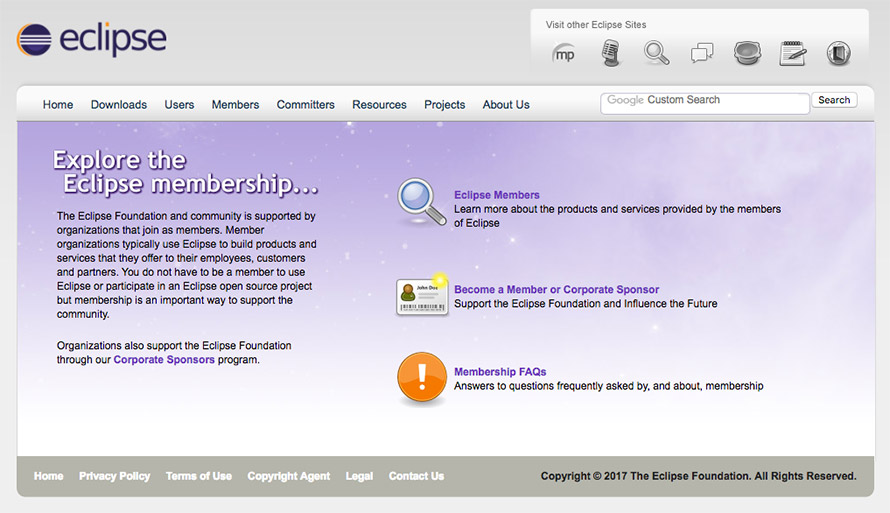 eclipse
Visit other Eclipse Sites
mp
Home Downloads Users Members Committers Resources Projects About Us
Google Custom Search Search
Explore the
Eclipse membership...
The Eclipse Foundation and community is supported by
organizations that join as members. Member
organizations typically use Eclipse to build products and
services that they offer to their employees, customers
and partners. You do not have to be a member to use
Eclipse or participate in an Eclipse open source project
but membership is an important way to support the
community.
Organizations also support the Eclipse Foundation
through our Corporate Sponsors program.
Eclipse Members
Learn more about the products and services provided by the members
of Eclipse
John Doe
Become a Member or Corporate Sponsor
Support the Eclipse Foundation and Influence the Future
!
Membership FAQs
Answers to questions frequently asked by, and about, membership
Home Privacy Policy Terms of Use Copyright Agent Legal Contact Us
Copyright © 2017 The Eclipse Foundation. All Rights Reserved.